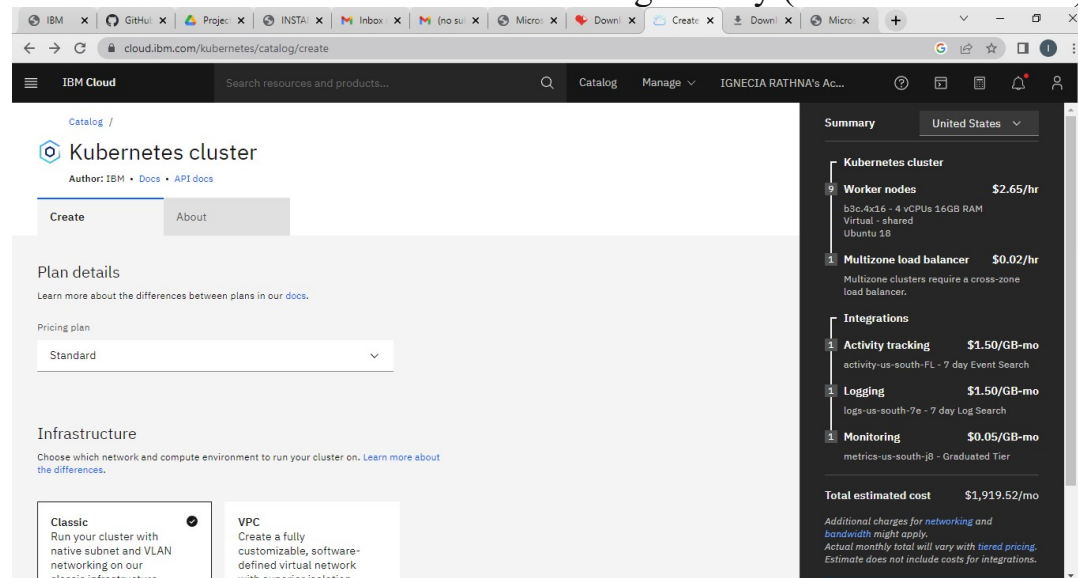 IBM
GitHub
Projec
INSTAL
Inbox
(no su
Micros
Downl
Create
Downl
Micros
cloud.ibm.com/kubernetes/catalog/create
IBM Cloud
Search resources and products...
Catalog
Manage
IGNECIA RATHNA's Ac...
Catalog /
Kubernetes cluster
Author: IBM • Docs • API docs
Create
About
Plan details
Learn more about the differences between plans in our docs.
Pricing plan
Standard
Infrastructure
Choose which network and compute environment to run your cluster on. Learn more about
the differences.
Classic
Run your cluster with
native subnet and VLAN
networking on our
classic infrastructure
VPC
Create a fully
customizable, software-
defined virtual network
with superior isolation
Summary
United States
Kubernetes cluster
9 Worker nodes $2.65/hr
b3c.4x16 - 4 vCPUs 16GB RAM
Virtual - shared
Ubuntu 18
1 Multizone load balancer $0.02/hr
Multizone clusters require a cross-zone
load balancer.
Integrations
1 Activity tracking $1.50/GB-mo
activity-us-south-FL - 7 day Event Search
1 Logging $1.50/GB-mo
logs-us-south-7e - 7 day Log Search
1 Monitoring $0.05/GB-mo
metrics-us-south-j8 - Graduated Tier
Total estimated cost $1,919.52/mo
Additional charges for networking and
bandwidth might apply.
Actual monthly total will vary with tiered pricing.
Estimate does not include costs for integrations.